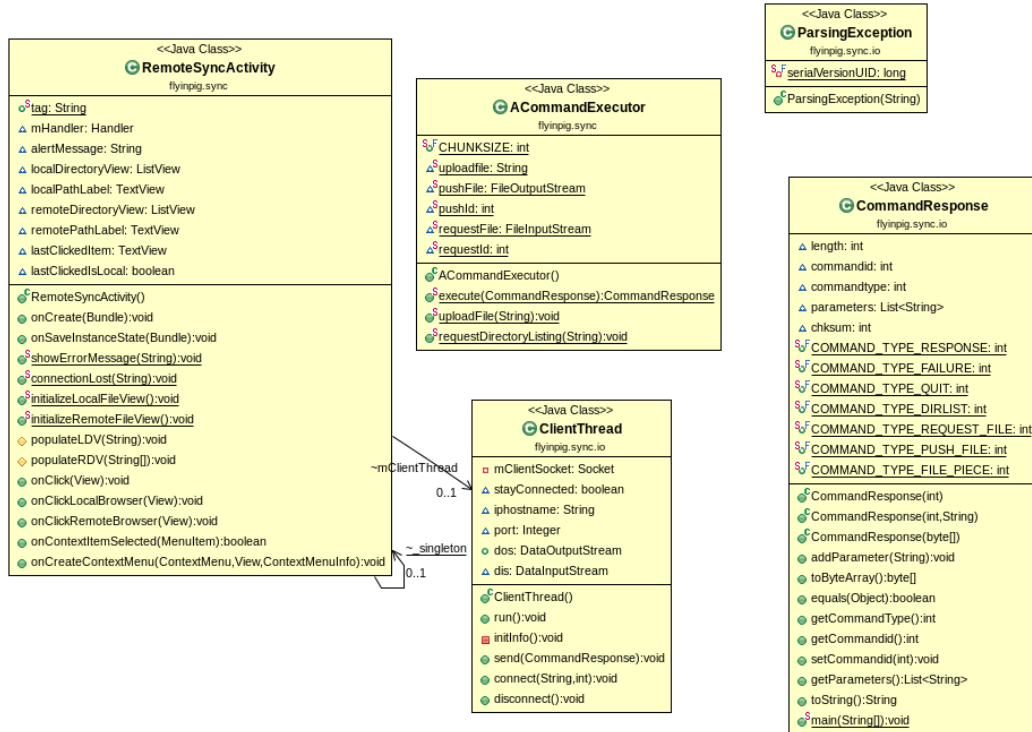 <<Java Class>>
RemoteSyncActivity
flyinpig.sync
tag: String
mHandler: Handler
alertMessage: String
localDirectoryView: ListView
localPathLabel: TextView
remoteDirectoryView: ListView
remotePathLabel: TextView
lastClickedItem: TextView
lastClickedIsLocal: boolean
RemoteSyncActivity()
onCreate(Bundle):void
onSaveInstanceState(Bundle):void
showErrorMessage(String):void
connectionLost(String):void
initializeLocalFileView():void
initializeRemoteFileView():void
populateLDV(String):void
populateRDV(String[]):void
onClick(View):void
onClickLocalBrowser(View):void
onClickRemoteBrowser(View):void
onContextItemSelected(MenuItem):boolean
onCreateContextMenu(ContextMenu,View,ContextMenuInfo):void
<<Java Class>>
ACommandExecutor
flyinpig.sync
CHUNKSIZE: int
uploadfile: String
pushFile: FileOutputStream
pushId: int
requestFile: FileInputStream
requestId: int
ACommandExecutor()
execute(CommandResponse):CommandResponse
uploadFile(String):void
requestDirectoryListing(String):void
~mClientThread
0..1
~_singleton
0..1
<<Java Class>>
ClientThread
flyinpig.sync.io
mClientSocket: Socket
stayConnected: boolean
iphostname: String
port: Integer
dos: DataOutputStream
dis: DataInputStream
ClientThread()
run():void
initInfo():void
send(CommandResponse):void
connect(String,int):void
disconnect():void
<<Java Class>>
ParsingException
flyinpig.sync.io
serialVersionUID: long
ParsingException(String)
<<Java Class>>
CommandResponse
flyinpig.sync.io
length: int
commandid: int
commandtype: int
parameters: List<String>
chksum: int
COMMAND_TYPE_RESPONSE: int
COMMAND_TYPE_FAILURE: int
COMMAND_TYPE_QUIT: int
COMMAND_TYPE_DIRLIST: int
COMMAND_TYPE_REQUEST_FILE: int
COMMAND_TYPE_PUSH_FILE: int
COMMAND_TYPE_FILE_PIECE: int
CommandResponse(int)
CommandResponse(int,String)
CommandResponse(byte[])
addParameter(String):void
toByteArray():byte[]
equals(Object):boolean
getCommandType():int
getCommandid():int
setCommandid(int):void
getParameters():List<String>
toString():String
main(String[]):void